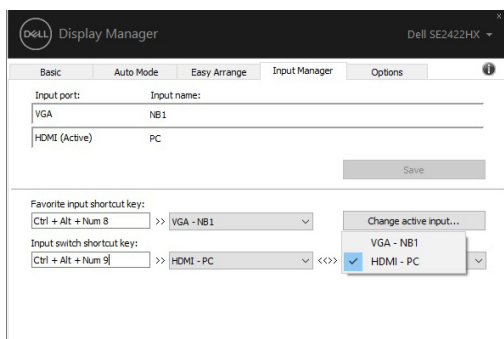 DELL Display Manager Dell SE2422HX
Basic Auto Mode Easy Arrange Input Manager Options
Input port: Input name:
VGA NB1
HDMI (Active) PC
Save
Favorite input shortcut key:
Ctrl + Alt + Num 8 >> VGA - NB1 Change active input...
Input switch shortcut key:
VGA - NB1
Ctrl + Alt + Num 9 >> HDMI - PC <<>> HDMI - PC